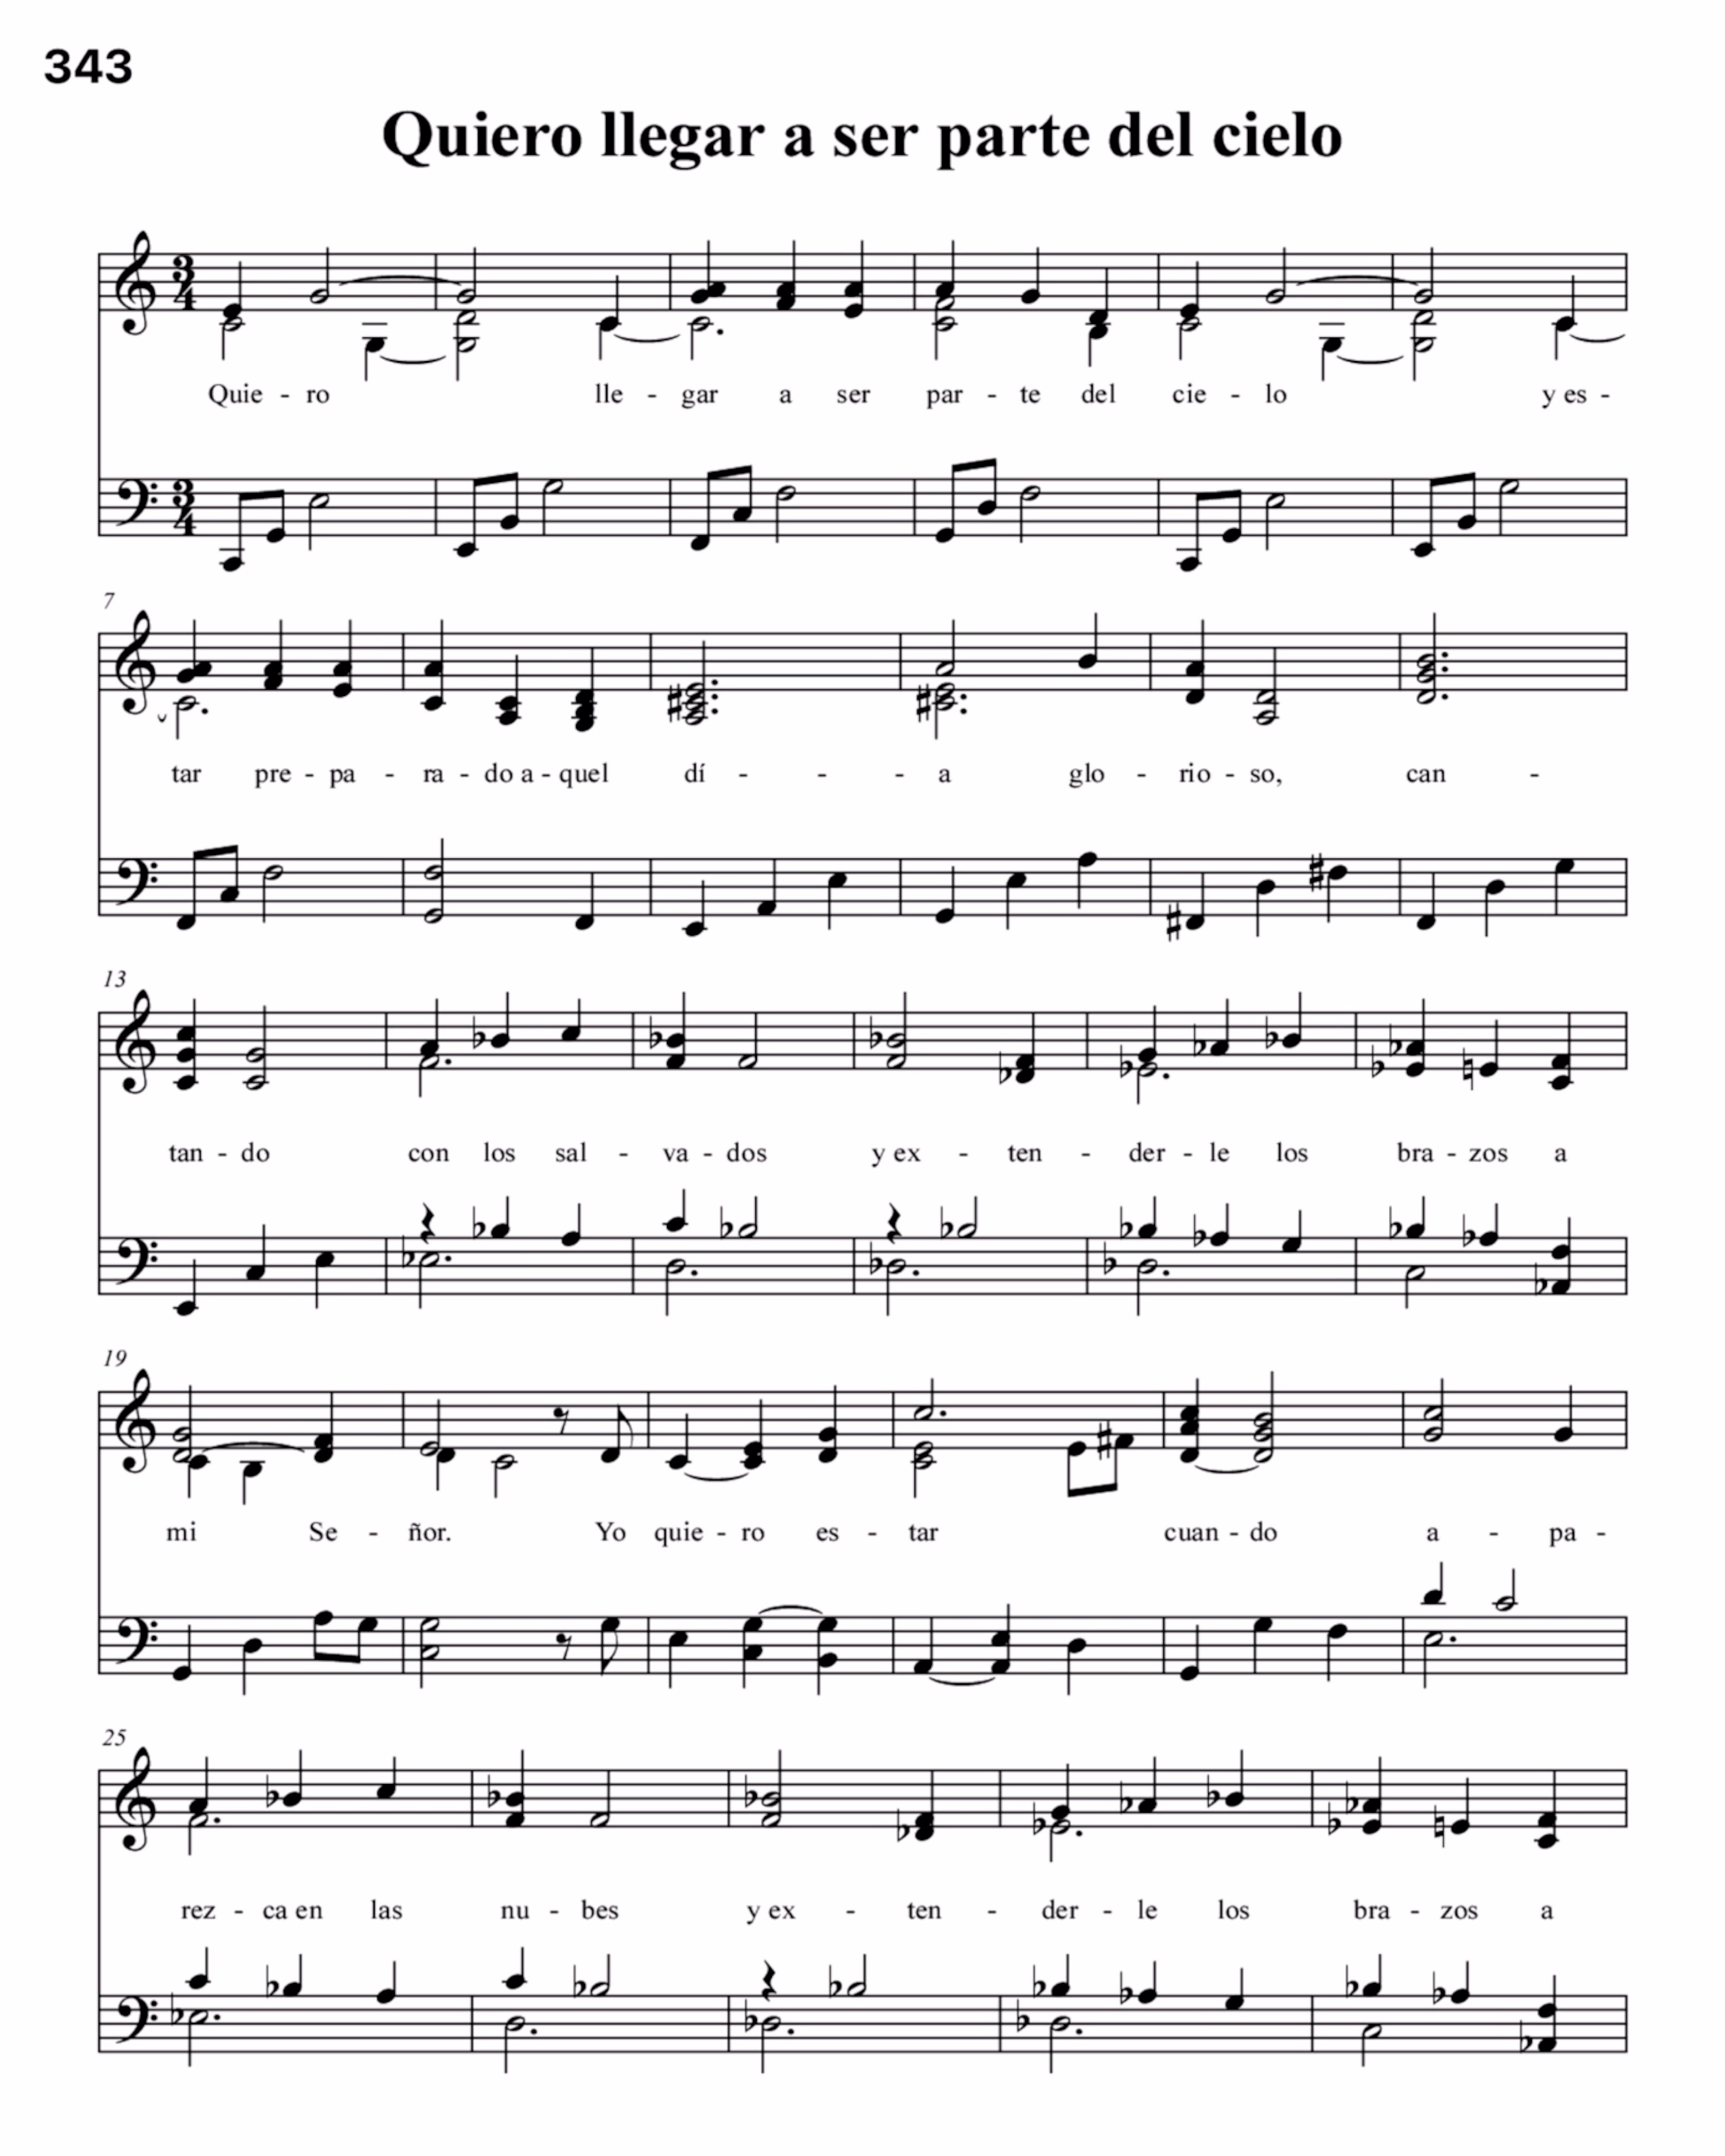 343
Quiero llegar a ser parte del cielo
3
4
Quie - ro lle - gar a ser par - te del cie - lo y es -
3
4
7
tar pre - pa - ra - do a - quel dí - - - a glo - rio - so, can -
13
tan - do con los sal - va - dos y ex - ten - der - le los bra - zos a
19
mi Se - ñor. Yo quie - ro es - tar cuan - do a - pa -
25
rez - ca en las nu - bes y ex - ten - der - le los bra - zos a